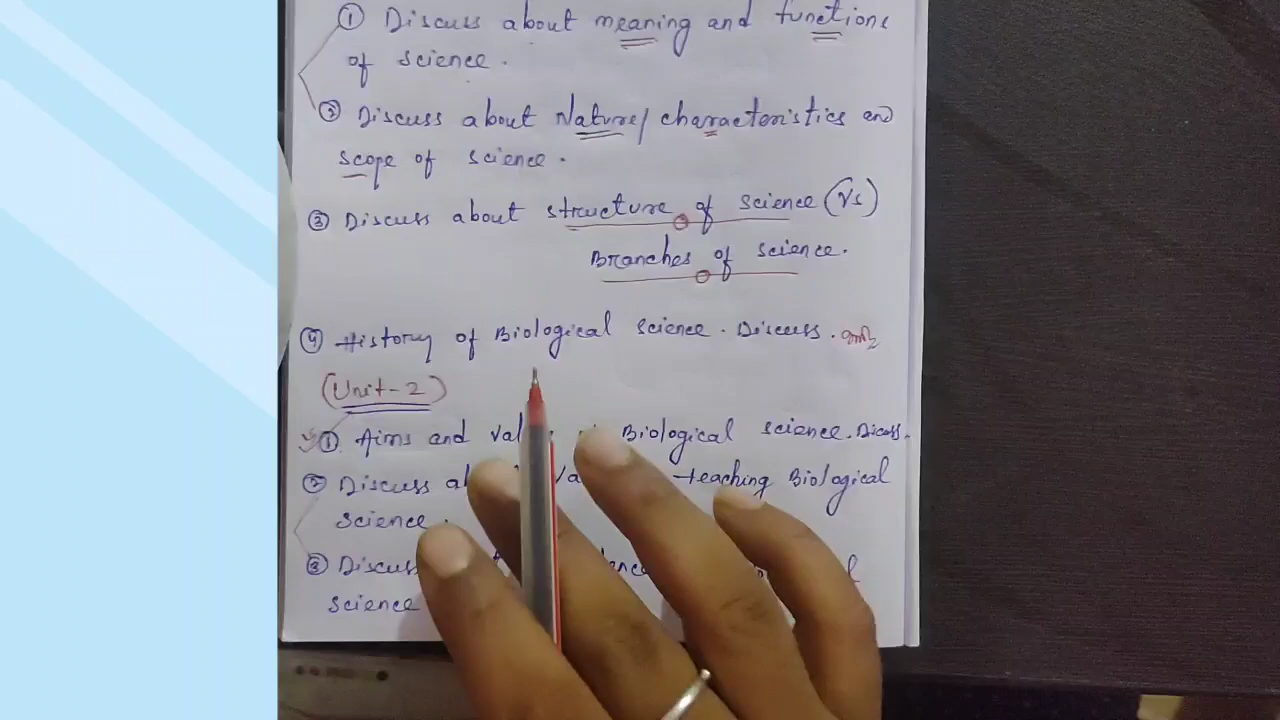 ① Discuss about meaning and functions
of science.
② Discuss about Nature/ characteristics and
scope of science.
③ Discuss about structure of science (Vs)
Branches of science.
④ History of Biological science. Discuss.
(Unit-2)
① Aims and Biological science. Discuss.
② Discuss teaching Biological
science.
③ Discuss
science